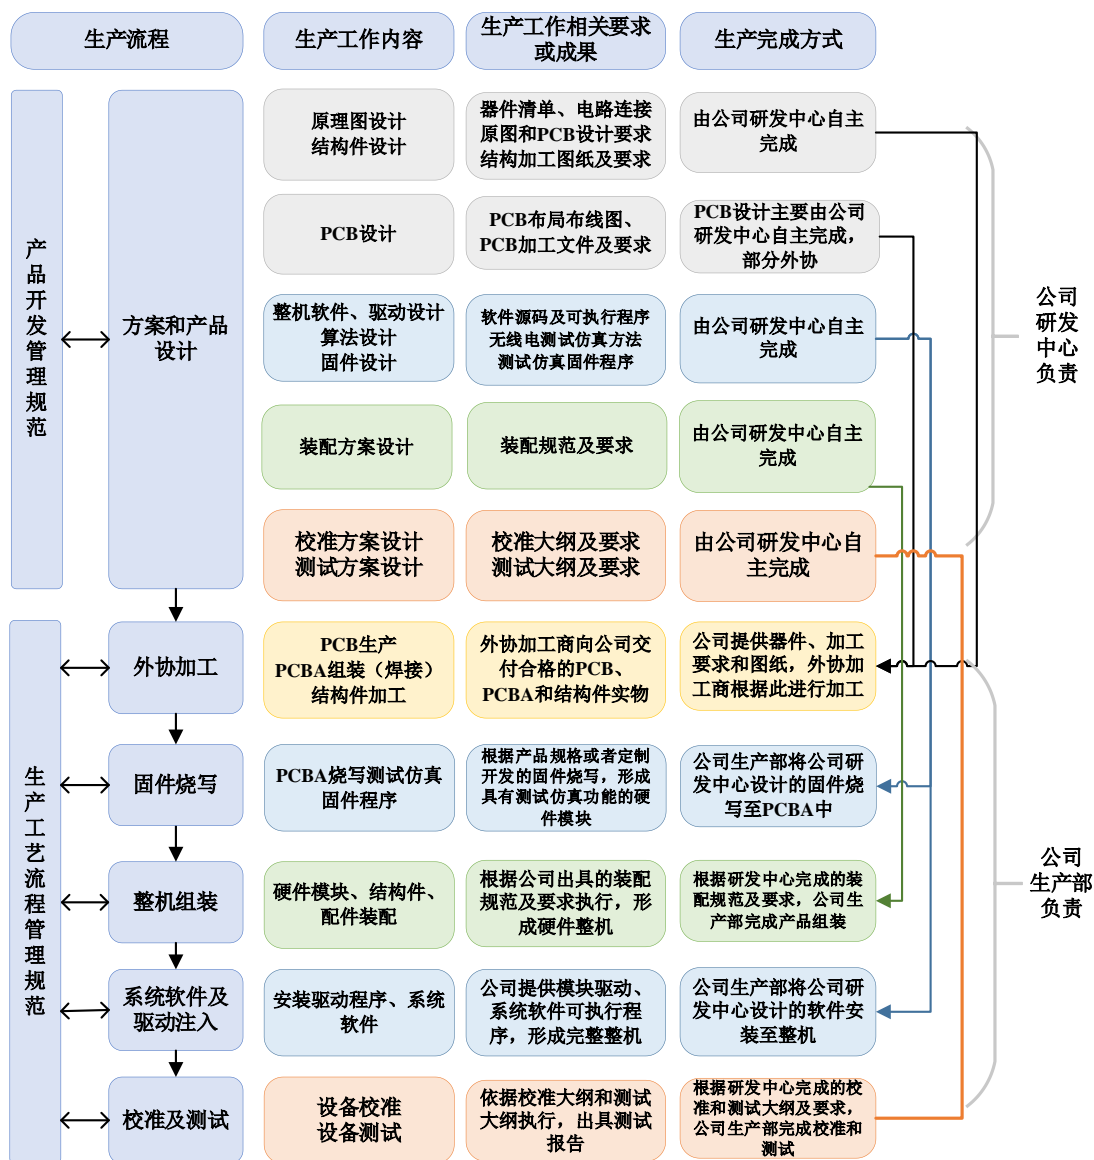 生产流程
生产工作内容
生产工作相关要求
或成果
生产完成方式
产品开发管理规范
方案和产品
设计
原理图设计
结构件设计
器件清单、电路连接
原图和PCB设计要求
结构加工图纸及要求
由公司研发中心自主
完成
PCB设计
PCB布局布线图、
PCB加工文件及要求
PCB设计主要由公司
研发中心自主完成，
部分外协
整机软件、驱动设计
算法设计
固件设计
软件源码及可执行程序
无线电测试仿真方法
测试仿真固件程序
由公司研发中心自主
完成
装配方案设计
装配规范及要求
由公司研发中心自主
完成
校准方案设计
测试方案设计
校准大纲及要求
测试大纲及要求
由公司研发中心自
主完成
公司
研发
中心
负责
生产工艺流程管理规范
外协加工
PCB生产
PCBA组装（焊接）
结构件加工
外协加工商向公司交
付合格的PCB、
PCBA和结构件实物
公司提供器件、加工
要求和图纸，外协加
工商根据此进行加工
固件烧写
PCBA烧写测试仿真
固件程序
根据产品规格或者定制
开发的固件烧写，形成
具有测试仿真功能的硬
件模块
公司生产部将公司研
发中心设计的固件烧
写至PCBA中
整机组装
硬件模块、结构件、
配件装配
根据公司出具的装配
规范及要求执行，形
成硬件整机
根据研发中心完成的装
配规范及要求，公司生
产部完成产品组装
系统软件及
驱动注入
安装驱动程序、系统
软件
公司提供模块驱动、
系统软件可执行程
序，形成完整整机
公司生产部将公司研
发中心设计的软件安
装至整机
校准及测试
设备校准
设备测试
依据校准大纲和测试
大纲执行，出具测试
报告
根据研发中心完成的校
准和测试大纲及要求，
公司生产部完成校准和
测试
公司
生产部
负责